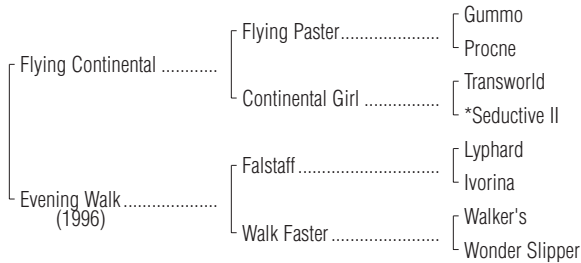 Gummo
Flying Paster.................
Procne
Flying Continental ............
Transworld
Continental Girl ................
*Seductive II
Lyphard
Falstaff..............................
Ivorina
Evening Walk....................
(1996)
Walker's
Walk Faster.......................
Wonder Slipper